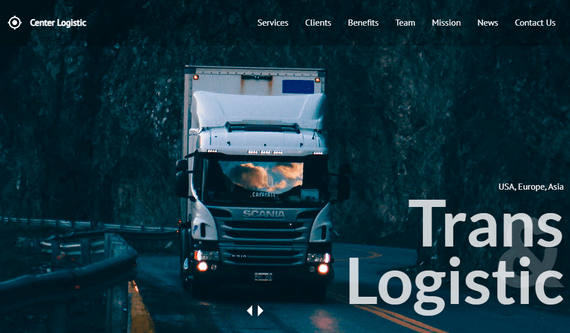 Center Logistic
Services Clients Benefits Team Mission News Contact Us
SCANIA
USA, Europe, Asia
Trans
&
Logistic